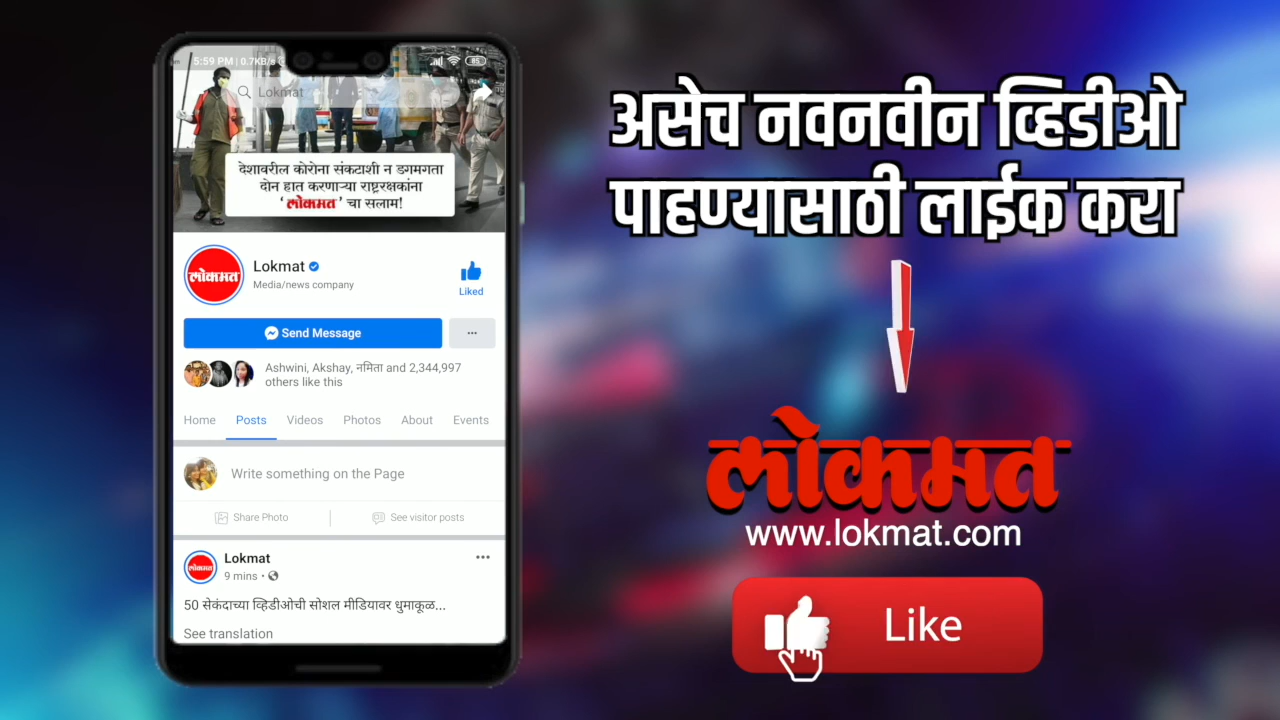 5:59 PM | 0.7KB/s
85
Lokmat
देशावरील कोरोना संकटाशी न डगमगता
दोन हात करणाऱ्या राष्ट्ररक्षकांना
‘लोकमत’ चा सलाम!
लोकमत
Lokmat
Media/news company
Liked
Send Message
Ashwini, Akshay, नमिता and 2,344,997
others like this
Home Posts Videos Photos About Events
Write something on the Page
Share Photo See visitor posts
लोकमत
Lokmat
9 mins
50 सेकंदाच्या व्हिडीओची सोशल मीडियावर धुमाकूळ...
See translation
असेच नवनवीन व्हिडीओ
पाहण्यासाठी लाईक करा
लोकमत
www.lokmat.com
Like